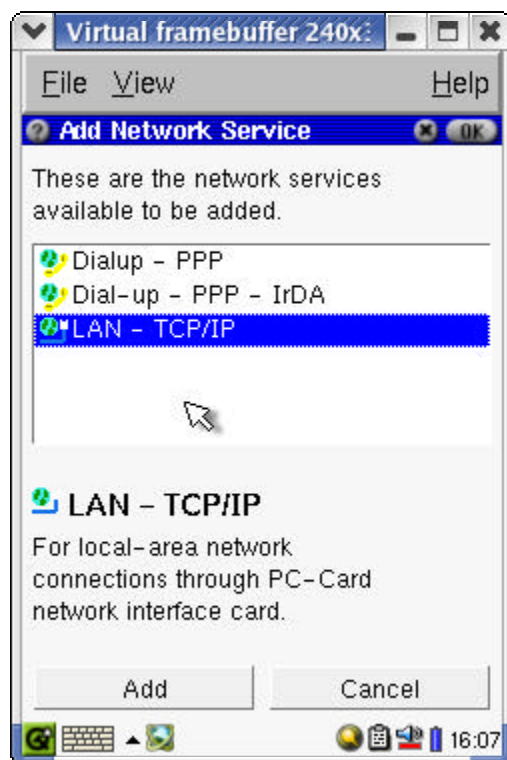 Virtual framebuffer 240x
File View Help
Add Network Service OK
These are the network services
available to be added.
Dialup - PPP
Dial-up - PPP - IrDA
LAN - TCP/IP
LAN - TCP/IP
For local-area network
connections through PC-Card
network interface card.
Add Cancel
16:07